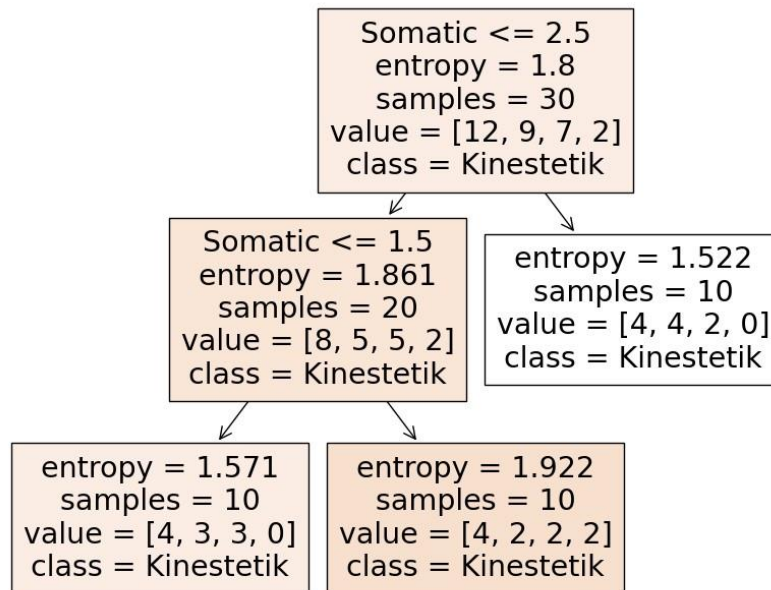 Somatic <= 2.5
entropy = 1.8
samples = 30
value = [12, 9, 7, 2]
class = Kinestetik
Somatic <= 1.5
entropy = 1.861
samples = 20
value = [8, 5, 5, 2]
class = Kinestetik
entropy = 1.522
samples = 10
value = [4, 4, 2, 0]
class = Kinestetik
entropy = 1.571
samples = 10
value = [4, 3, 3, 0]
class = Kinestetik
entropy = 1.922
samples = 10
value = [4, 2, 2, 2]
class = Kinestetik